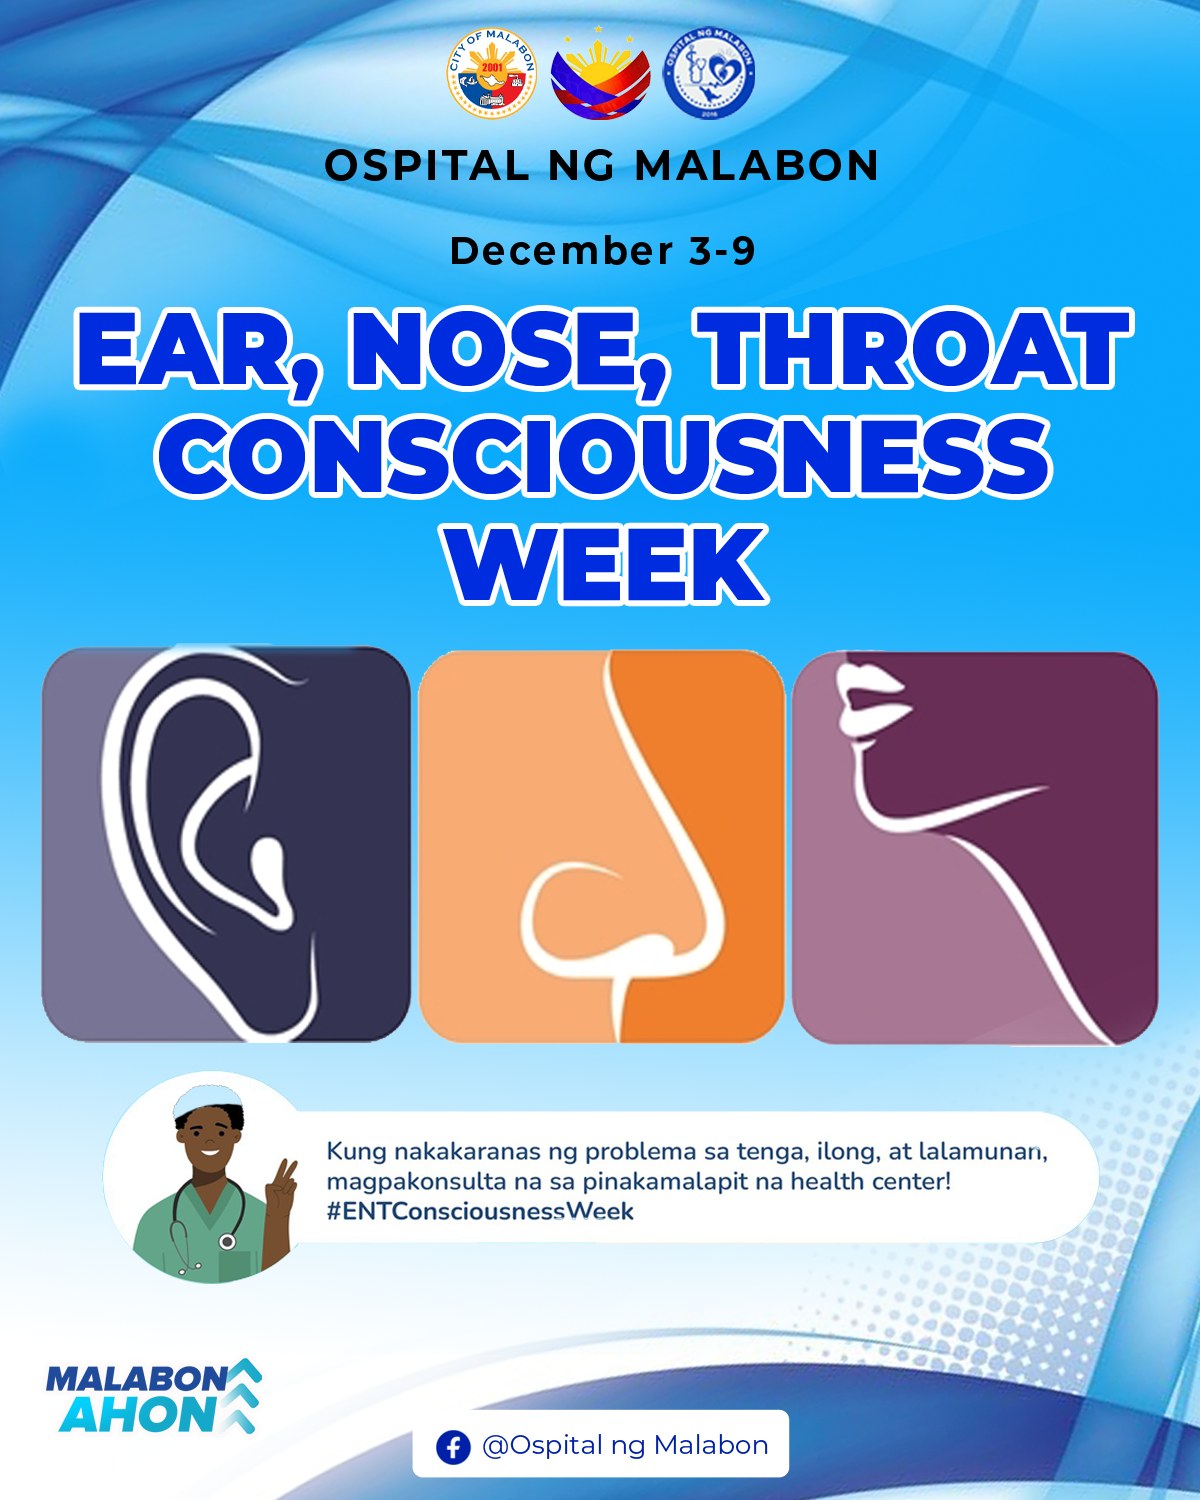 CITY OF MALABON
2001
OSPITAL NG MALABON
2016
OSPITAL NG MALABON
December 3-9
EAR, NOSE, THROAT
CONSCIOUSNESS
WEEK
Kung nakakaranas ng problema sa tenga, ilong, at lalamunan,
magpakonsulta na sa pinakamalapit na health center!
#ENTConsciousnessWeek
MALABON
AHON
@Ospital ng Malabon